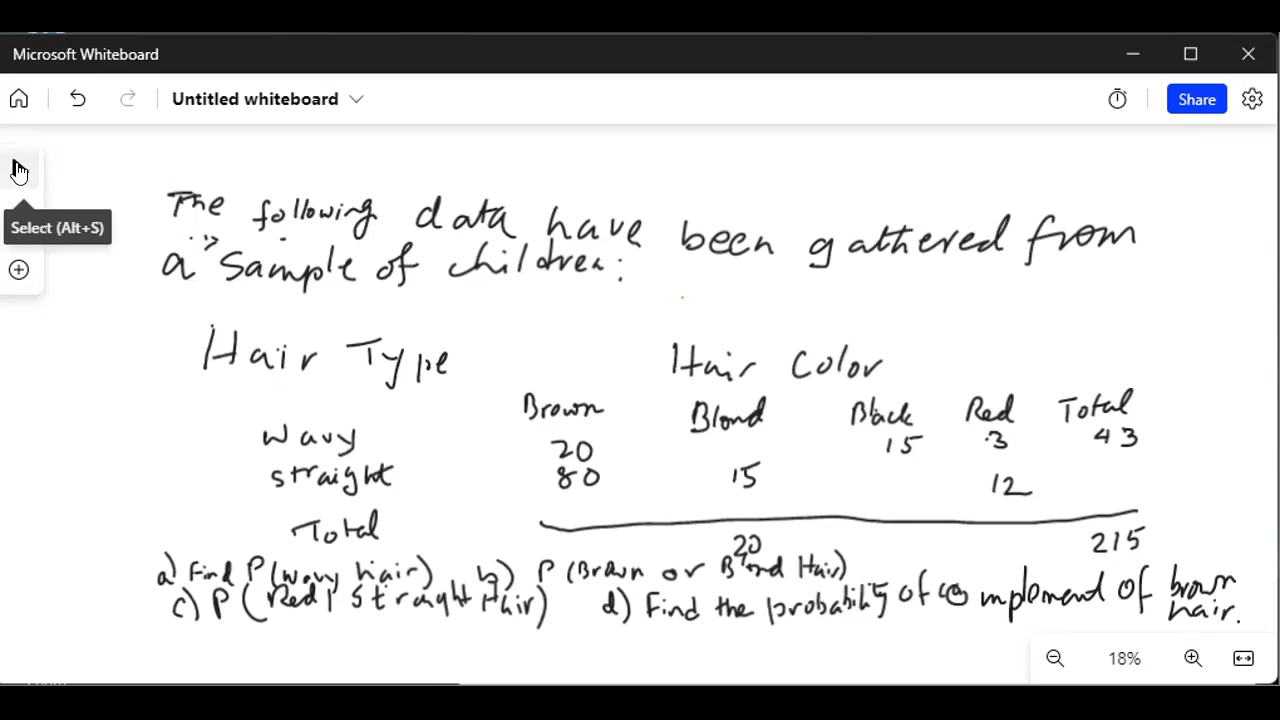 Microsoft Whiteboard
Untitled whiteboard
Share
Select (Alt+S)
The following data have been gathered from
a sample of children:
Hair Type Hair Color
Brown Blond Black Red Total
Wavy 20 15 3 43
straight 80 15 12
Total 20 215
a) Find P(wavy hair) b) P (Brown or Blond Hair)
c) P (Red | Straight Hair) d) Find the probability of complement of brown
hair.
18%